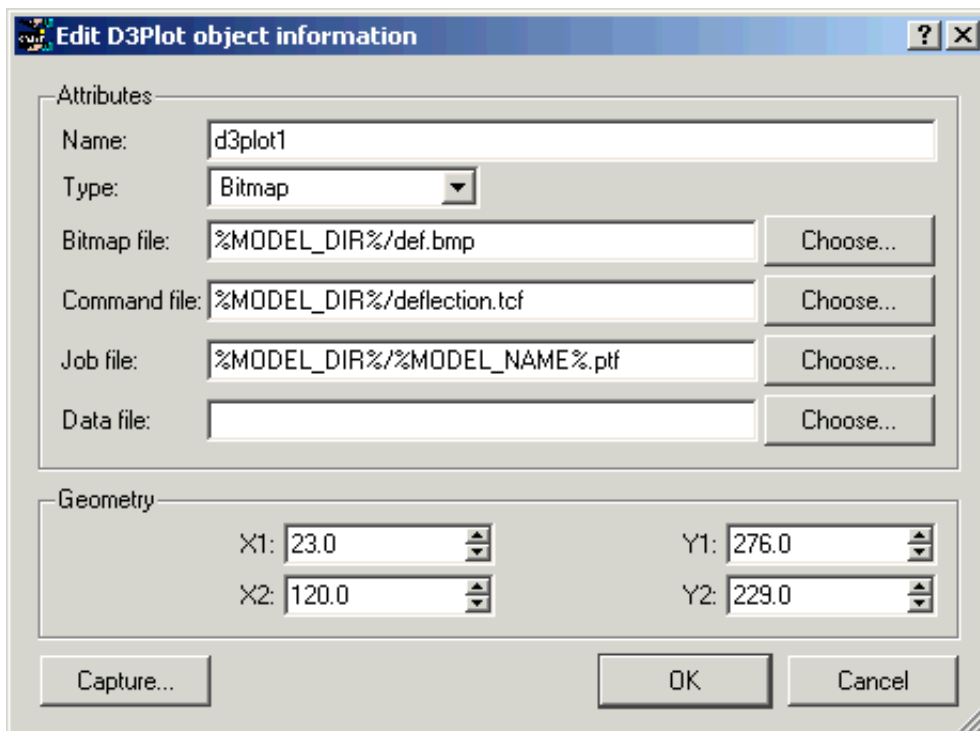 Edit D3Plot object information
Attributes
Name: d3plot1
Type: Bitmap
Bitmap file: %MODEL_DIR%/def.bmp Choose...
Command file: %MODEL_DIR%/deflection.tcf Choose...
Job file: %MODEL_DIR%/%MODEL_NAME%.ptf Choose...
Data file: Choose...
Geometry
X1: 23.0 Y1: 276.0
X2: 120.0 Y2: 229.0
Capture... OK Cancel